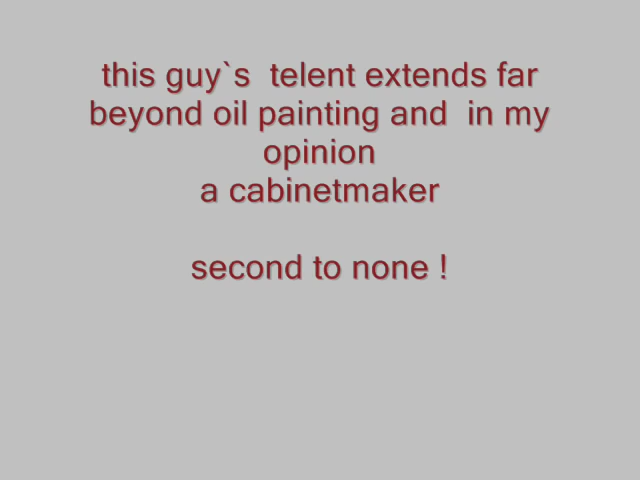 this guy`s  telent extends far
beyond oil painting and  in my
opinion
a cabinetmaker
second to none !